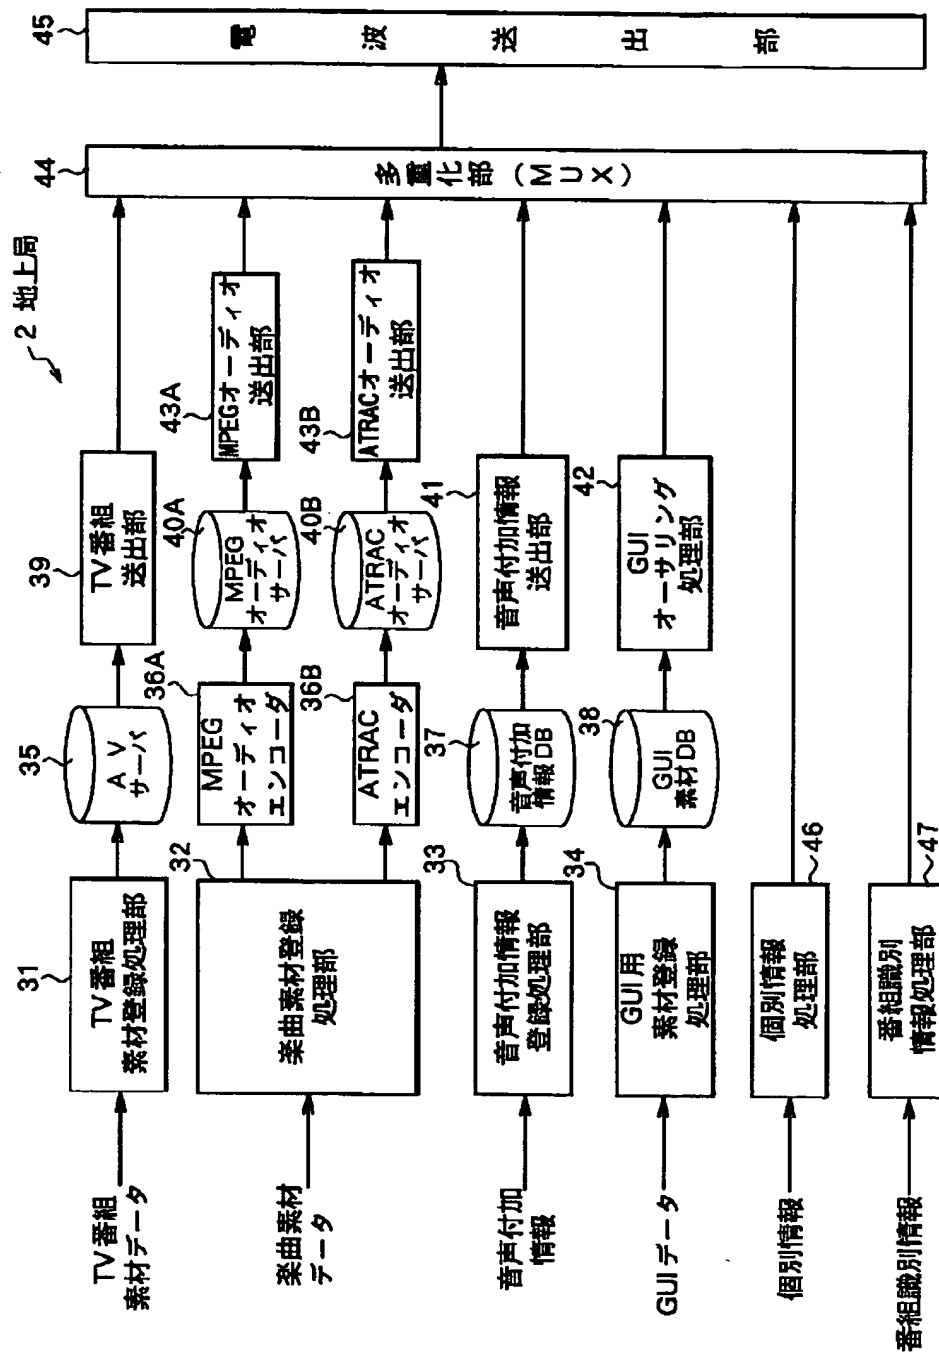 2 地上局
TV番組
素材データ
31
TV番組
素材登録処理部
35
AV
サーバ
39
TV番組
送出部
楽曲素材
データ
32
楽曲素材登録
処理部
36A
MPEG
オーディオ
エンコーダ
40A
MPEG
オーディオ
サーバ
43A
MPEGオーディオ
送出部
36B
ATRAC
エンコーダ
40B
ATRAC
オーディオ
サーバ
43B
ATRACオーディオ
送出部
音声付加
情報
33
音声付加情報
登録処理部
37
音声付加
情報DB
41
音声付加情報
送出部
GUIデータ
34
GUI用
素材登録
処理部
38
GUI
素材DB
42
GUI
オーサリング
処理部
個別情報
46
個別情報
処理部
番組識別情報
47
番組識別
情報処理部
44
多重化部(MUX)
45
電波送出部